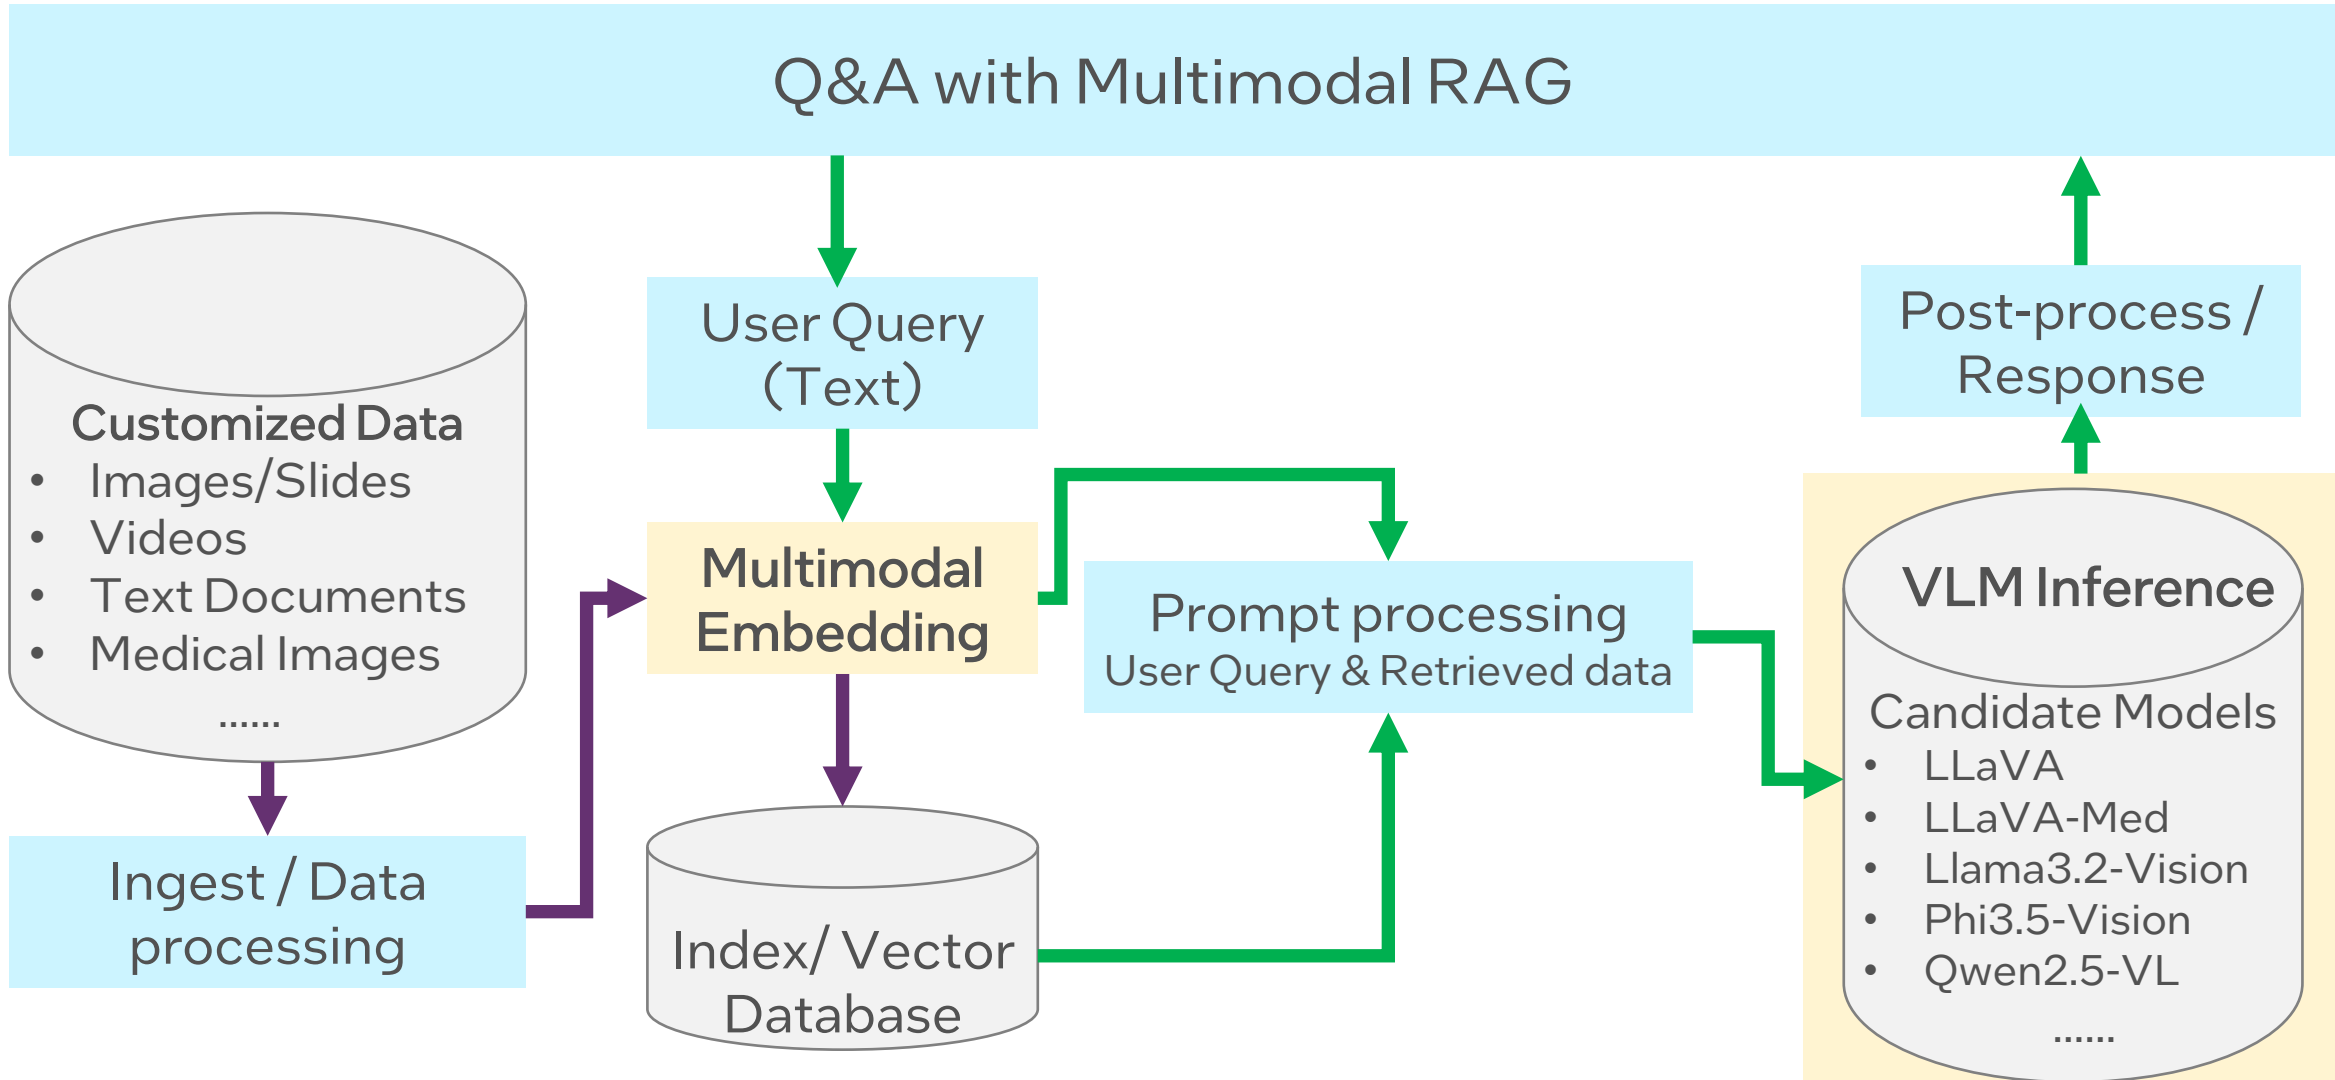 Q&A with Multimodal RAG
Customized Data
• Images/Slides
• Videos
• Text Documents
• Medical Images
......
Ingest / Data
processing
User Query
(Text)
Multimodal
Embedding
Index/ Vector
Database
Prompt processing
User Query & Retrieved data
Post-process /
Response
VLM Inference
Candidate Models
• LLaVA
• LLaVA-Med
• Llama3.2-Vision
• Phi3.5-Vision
• Qwen2.5-VL
......